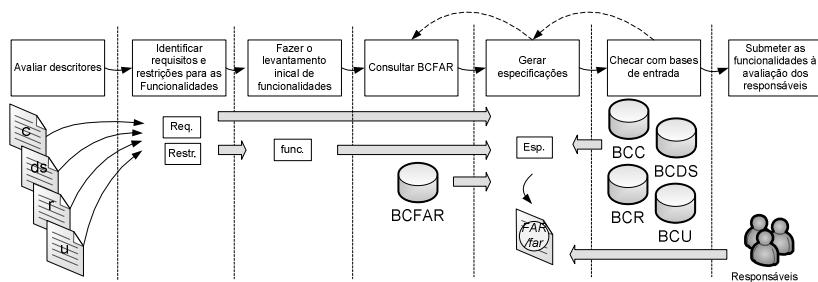 Avaliar descritores
Identificar
requisitos e
restrições para as
Funcionalidades
Fazer o
levantamento
inical de
funcionalidades
Consultar BCFAR
Gerar
especificações
Checar com bases
de entrada
Submeter as
funcionalidades à
avaliação dos
responsáveis
c
ds
r
u
Req.
Restr.
func.
BCFAR
Esp.
FAR
/far
BCC
BCDS
BCR
BCU
Responsáveis